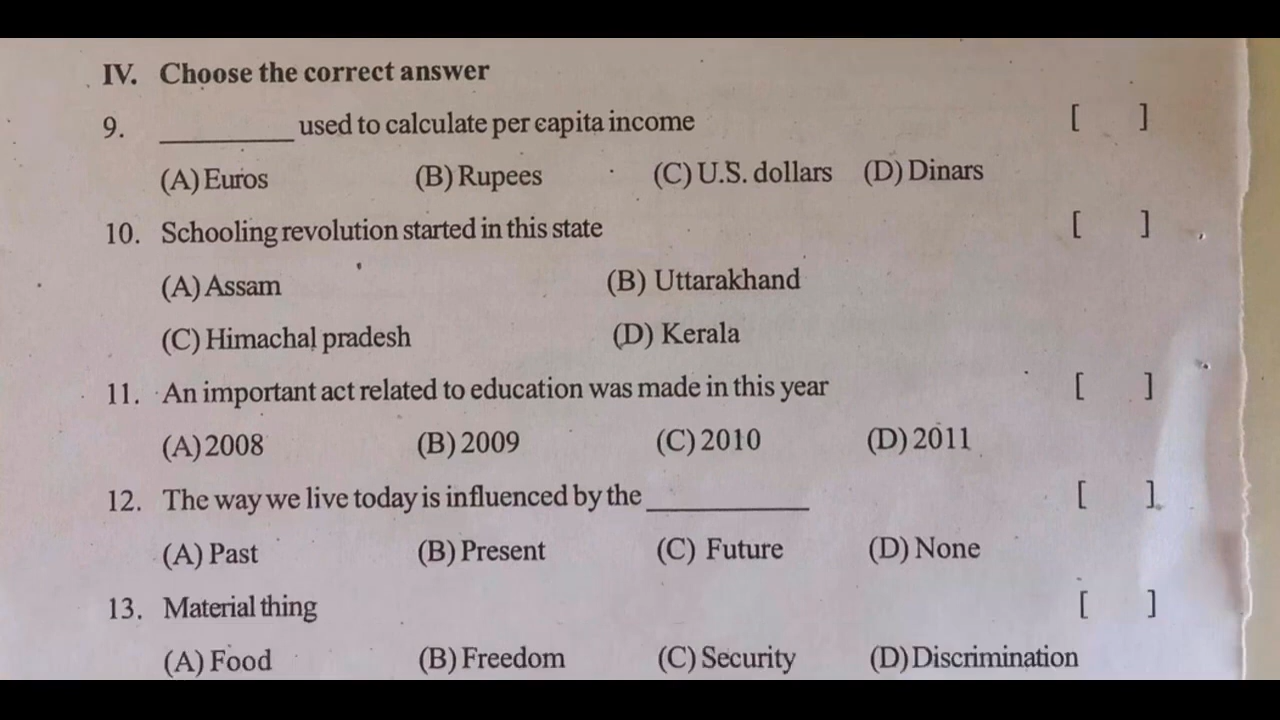 IV. Choose the correct answer
9. __________ used to calculate per capita income [ ]
(A) Euros (B) Rupees (C) U.S. dollars (D) Dinars
10. Schooling revolution started in this state [ ]
(A) Assam (B) Uttarakhand
(C) Himachal pradesh (D) Kerala
11. An important act related to education was made in this year [ ]
(A) 2008 (B) 2009 (C) 2010 (D) 2011
12. The way we live today is influenced by the ____________ [ ]
(A) Past (B) Present (C) Future (D) None
13. Material thing [ ]
(A) Food (B) Freedom (C) Security (D) Discrimination